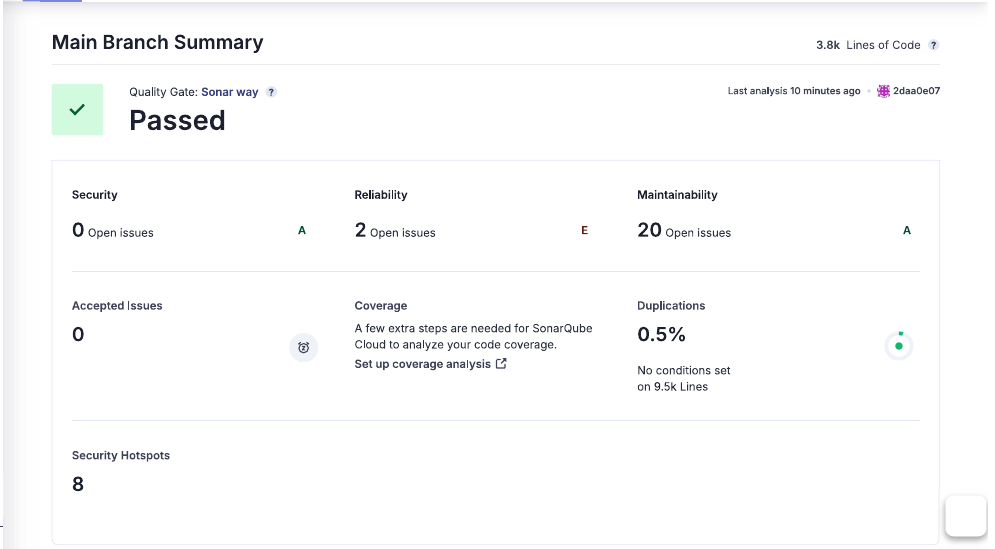 Main Branch Summary
3.8k Lines of Code ?
Quality Gate: Sonar way ?
Last analysis 10 minutes ago • 2daa0e07
Passed
Security
0 Open issues
A
Reliability
2 Open issues
E
Maintainability
20 Open issues
A
Accepted Issues
0
Coverage
A few extra steps are needed for SonarQube
Cloud to analyze your code coverage.
Set up coverage analysis
Duplications
0.5%
No conditions set
on 9.5k Lines
Security Hotspots
8